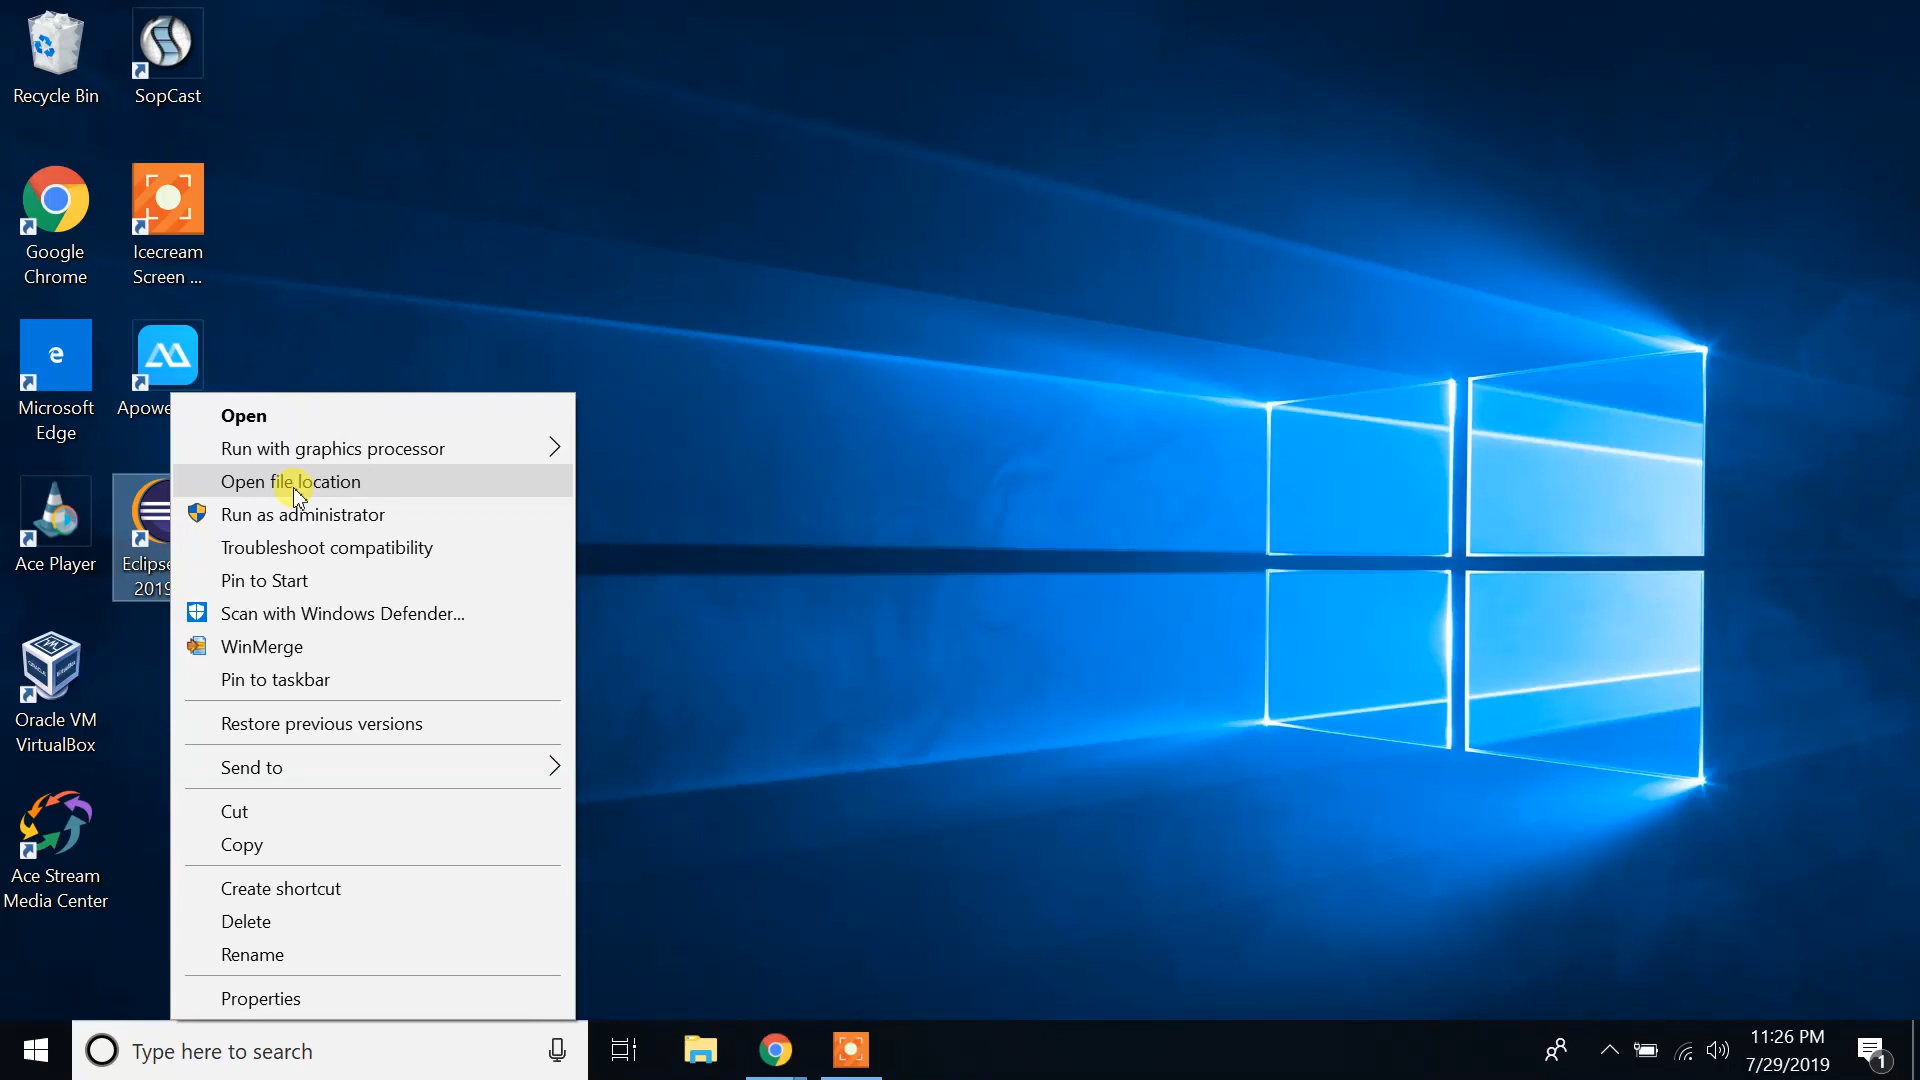 Recycle Bin
SopCast
Google
Chrome
Icecream
Screen ...
Microsoft
Edge
Apowe
Ace Player
Eclipse
2019
Oracle VM
VirtualBox
Ace Stream
Media Center
Open
Run with graphics processor
Open file location
Run as administrator
Troubleshoot compatibility
Pin to Start
Scan with Windows Defender...
WinMerge
Pin to taskbar
Restore previous versions
Send to
Cut
Copy
Create shortcut
Delete
Rename
Properties
Type here to search
11:26 PM
7/29/2019
1